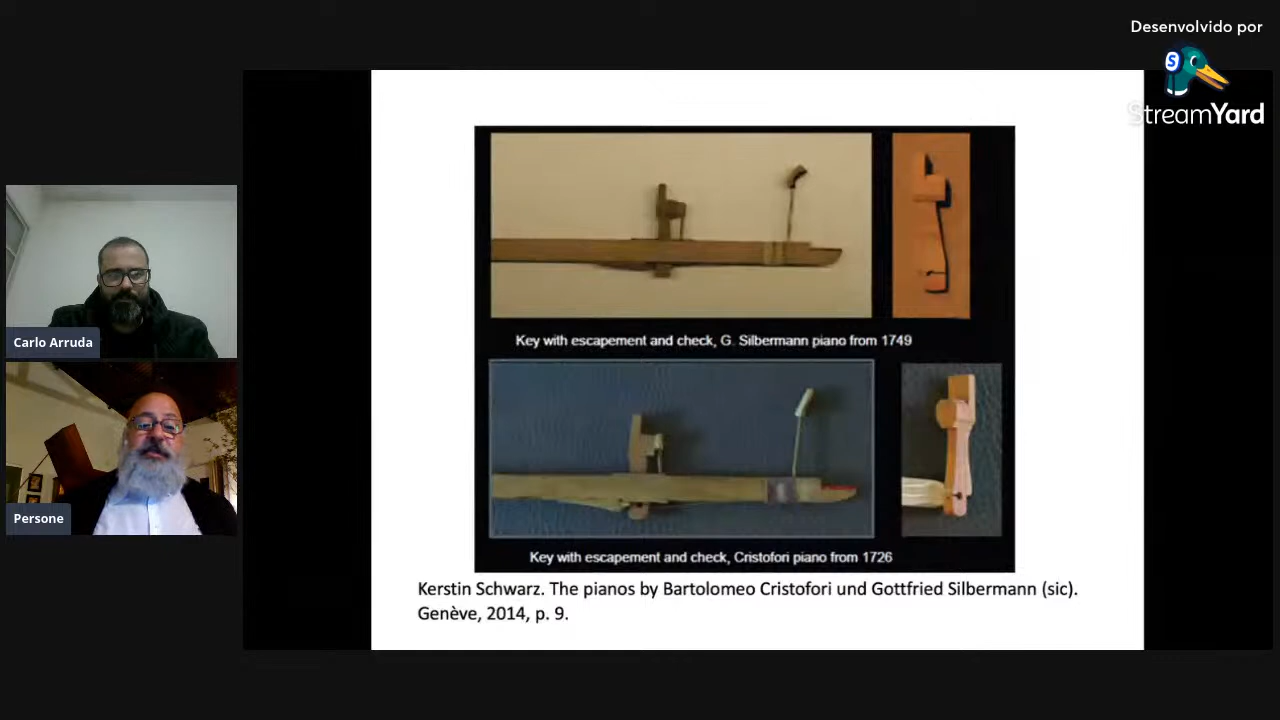 Desenvolvido por
StreamYard
Carlo Arruda
Persone
Key with escapement and check, G. Silbermann piano from 1749
Key with escapement and check, Cristofori piano from 1726
Kerstin Schwarz. The pianos by Bartolomeo Cristofori und Gottfried Silbermann (sic).
Genève, 2014, p. 9.